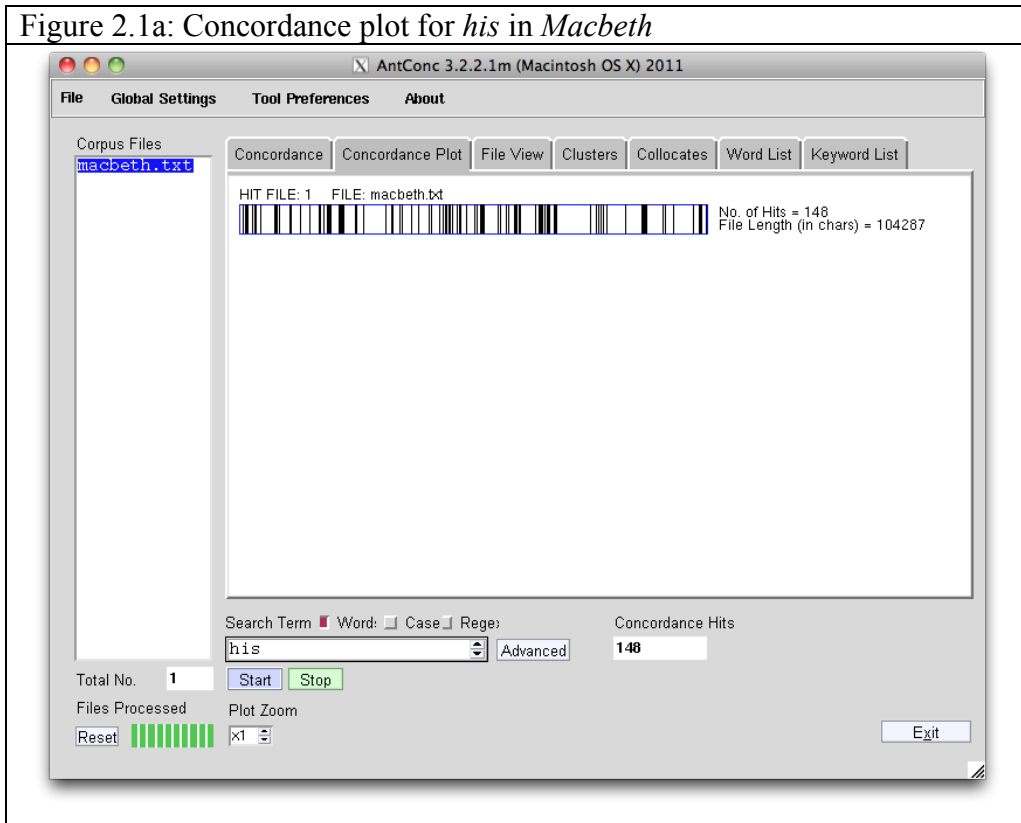 Figure 2.1a: Concordance plot for his in Macbeth
X AntConc 3.2.2.1m (Macintosh OS X) 2011
File Global Settings Tool Preferences About
Corpus Files
macbeth.txt
Concordance Concordance Plot File View Clusters Collocates Word List Keyword List
HIT FILE: 1 FILE: macbeth.txt
No. of Hits = 148
File Length (in chars) = 104287
Search Term Words Case Regex
Concordance Hits
his
Advanced
148
Total No. 1
Start Stop
Files Processed
Plot Zoom
Reset
x1
Exit